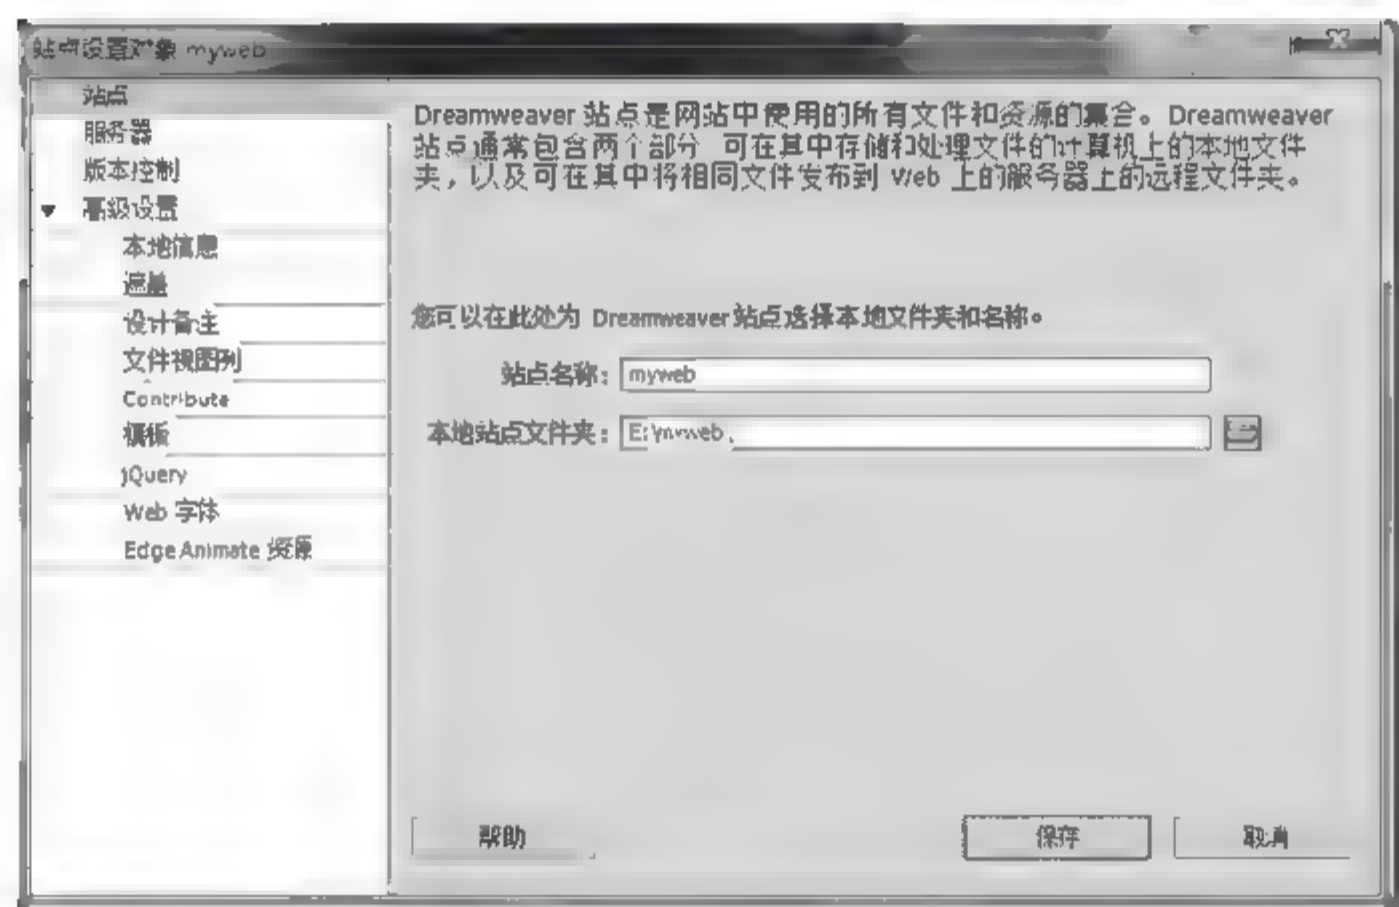 站点设置对象 myweb
站点
服务器
版本控制
高级设置
本地信息
遮盖
设计备注
文件视图列
Contribute
模板
jQuery
Web 字体
Edge Animate 资源
Dreamweaver 站点是网站中使用的所有文件和资源的集合。Dreamweaver
站点通常包含两个部分 可在其中存储和处理文件的计算机上的本地文件
夹，以及可在其中将相同文件发布到 Web 上的服务器上的远程文件夹。
您可以在此处为 Dreamweaver 站点选择本地文件夹和名称。
站点名称： myweb
本地站点文件夹： E:\myweb\
帮助
保存
取消